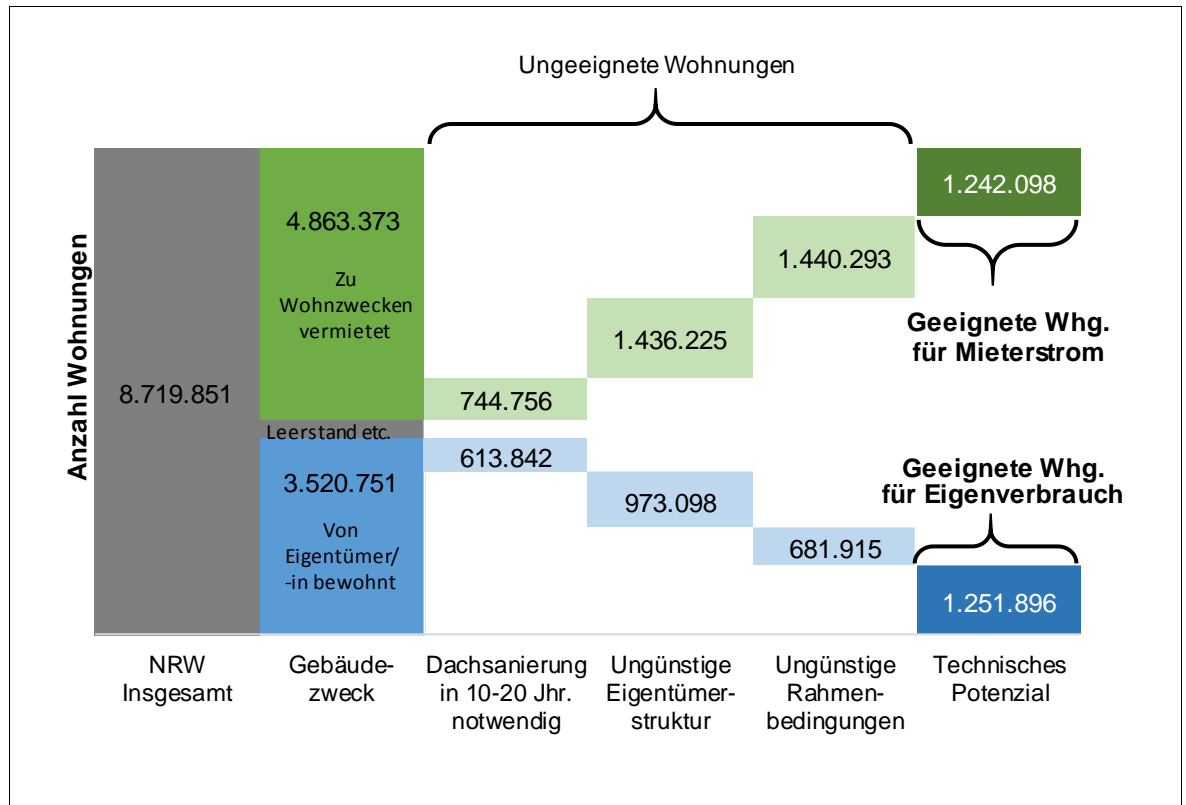 Ungeeignete Wohnungen
Anzahl Wohnungen
8.719.851
4.863.373
Zu
Wohnzwecken
vermietet
Leerstand etc.
3.520.751
Von
Eigentümer/
-in bewohnt
744.756
613.842
1.436.225
973.098
1.440.293
681.915
1.242.098
Geeignete Whg.
für Mieterstrom
Geeignete Whg.
für Eigenverbrauch
1.251.896
NRW
Insgesamt
Gebäude-
zweck
Dachsanierung
in 10-20 Jhr.
notwendig
Ungünstige
Eigentümer-
struktur
Ungünstige
Rahmen-
bedingungen
Technisches
Potenzial